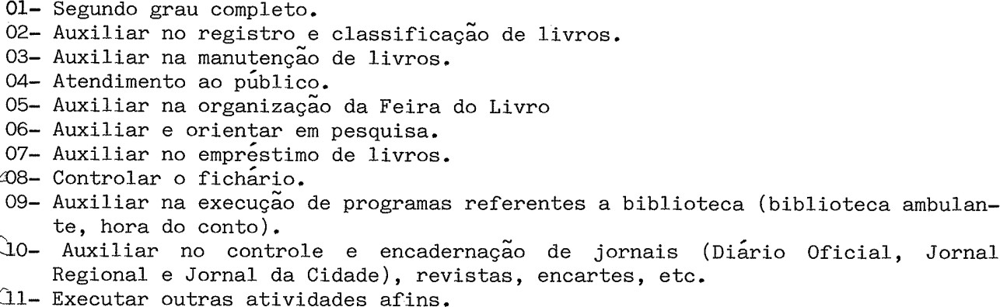 01- Segundo grau completo.
02- Auxiliar no registro e classificação de livros.
03- Auxiliar na manutenção de livros.
04- Atendimento ao público.
05- Auxiliar na organização da Feira do Livro
06- Auxiliar e orientar em pesquisa.
07- Auxiliar no empréstimo de livros.
08- Controlar o fichário.
09- Auxiliar na execução de programas referentes a biblioteca (biblioteca ambulan-
te, hora do conto).
10- Auxiliar no controle e encadernação de jornais (Diário Oficial, Jornal
Regional e Jornal da Cidade), revistas, encartes, etc.
11- Executar outras atividades afins.